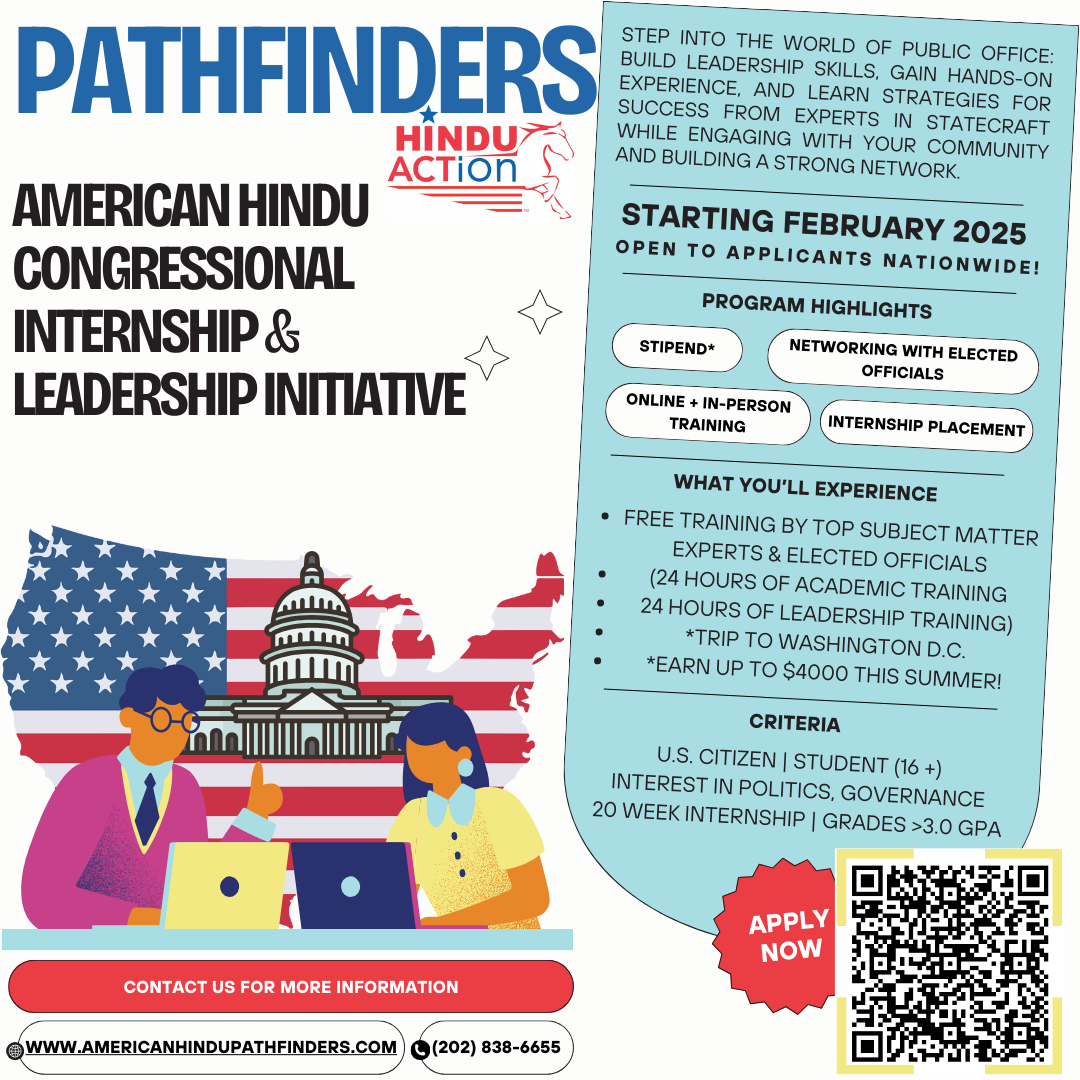 PATHFINDERS
HINDU
ACTion
AMERICAN HINDU
CONGRESSIONAL
INTERNSHIP &
LEADERSHIP INITIATIVE
STEP INTO THE WORLD OF PUBLIC OFFICE:
BUILD LEADERSHIP SKILLS, GAIN HANDS-ON
EXPERIENCE, AND LEARN STRATEGIES FOR
SUCCESS FROM EXPERTS IN STATECRAFT
WHILE ENGAGING WITH YOUR COMMUNITY
AND BUILDING A STRONG NETWORK.
STARTING FEBRUARY 2025
OPEN TO APPLICANTS NATIONWIDE!
PROGRAM HIGHLIGHTS
STIPEND*
NETWORKING WITH ELECTED
OFFICIALS
ONLINE + IN-PERSON
TRAINING
INTERNSHIP PLACEMENT
WHAT YOU'LL EXPERIENCE
• FREE TRAINING BY TOP SUBJECT MATTER
EXPERTS & ELECTED OFFICIALS
• (24 HOURS OF ACADEMIC TRAINING
• 24 HOURS OF LEADERSHIP TRAINING)
• *TRIP TO WASHINGTON D.C.
• *EARN UP TO $4000 THIS SUMMER!
CRITERIA
U.S. CITIZEN | STUDENT (16 +)
INTEREST IN POLITICS, GOVERNANCE
20 WEEK INTERNSHIP | GRADES >3.0 GPA
APPLY
NOW
CONTACT US FOR MORE INFORMATION
WWW.AMERICANHINDUPATHFINDERS.COM
(202) 838-6655